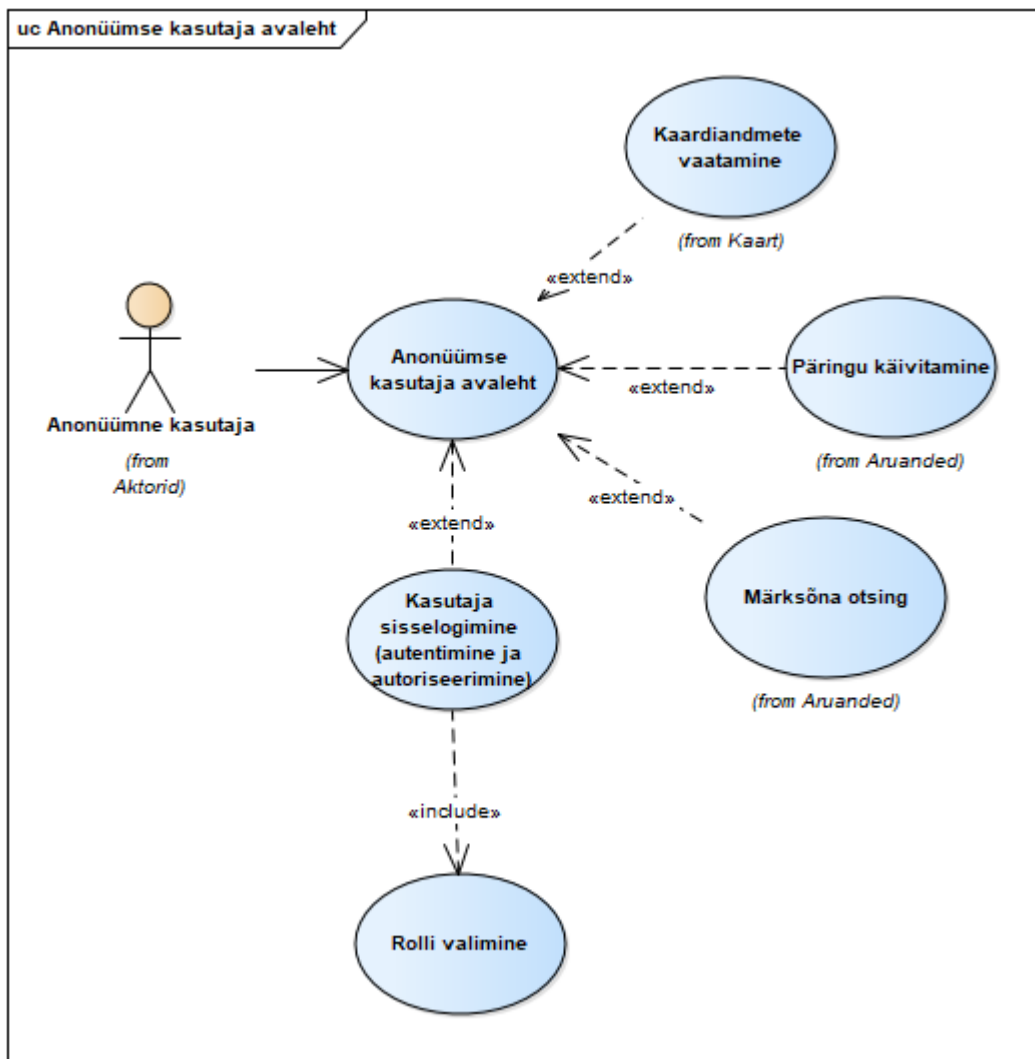 uc Anonüümse kasutaja avaleht
Kaardiandmete
vaatamine
(from Kaart)
«extend»
Anonüümne kasutaja
(from
Aktorid)
Anonüümse
kasutaja avaleht
«extend»
Päringu käivitamine
(from Aruanded)
«extend»
«extend»
Märksõna otsing
(from Aruanded)
Kasutaja
sisselogimine
(autentimine ja
autoriseerimine)
«include»
Rolli valimine